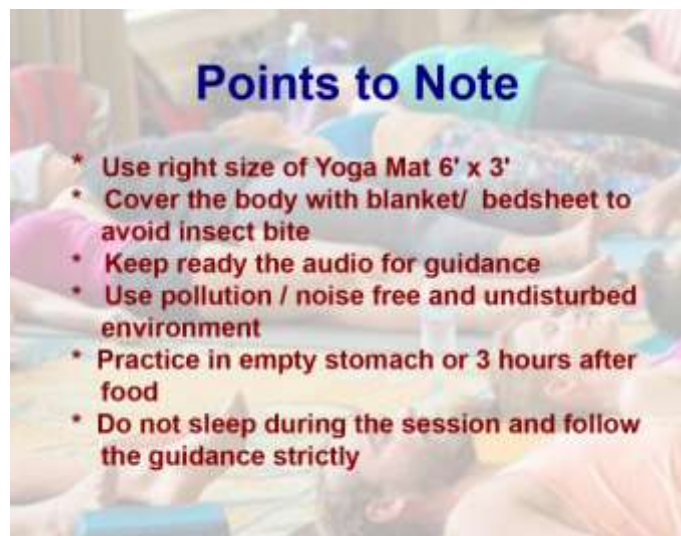 Points to Note
* Use right size of Yoga Mat 6' x 3'
* Cover the body with blanket/ bedsheet to
avoid insect bite
* Keep ready the audio for guidance
* Use pollution / noise free and undisturbed
environment
* Practice in empty stomach or 3 hours after
food
* Do not sleep during the session and follow
the guidance strictly